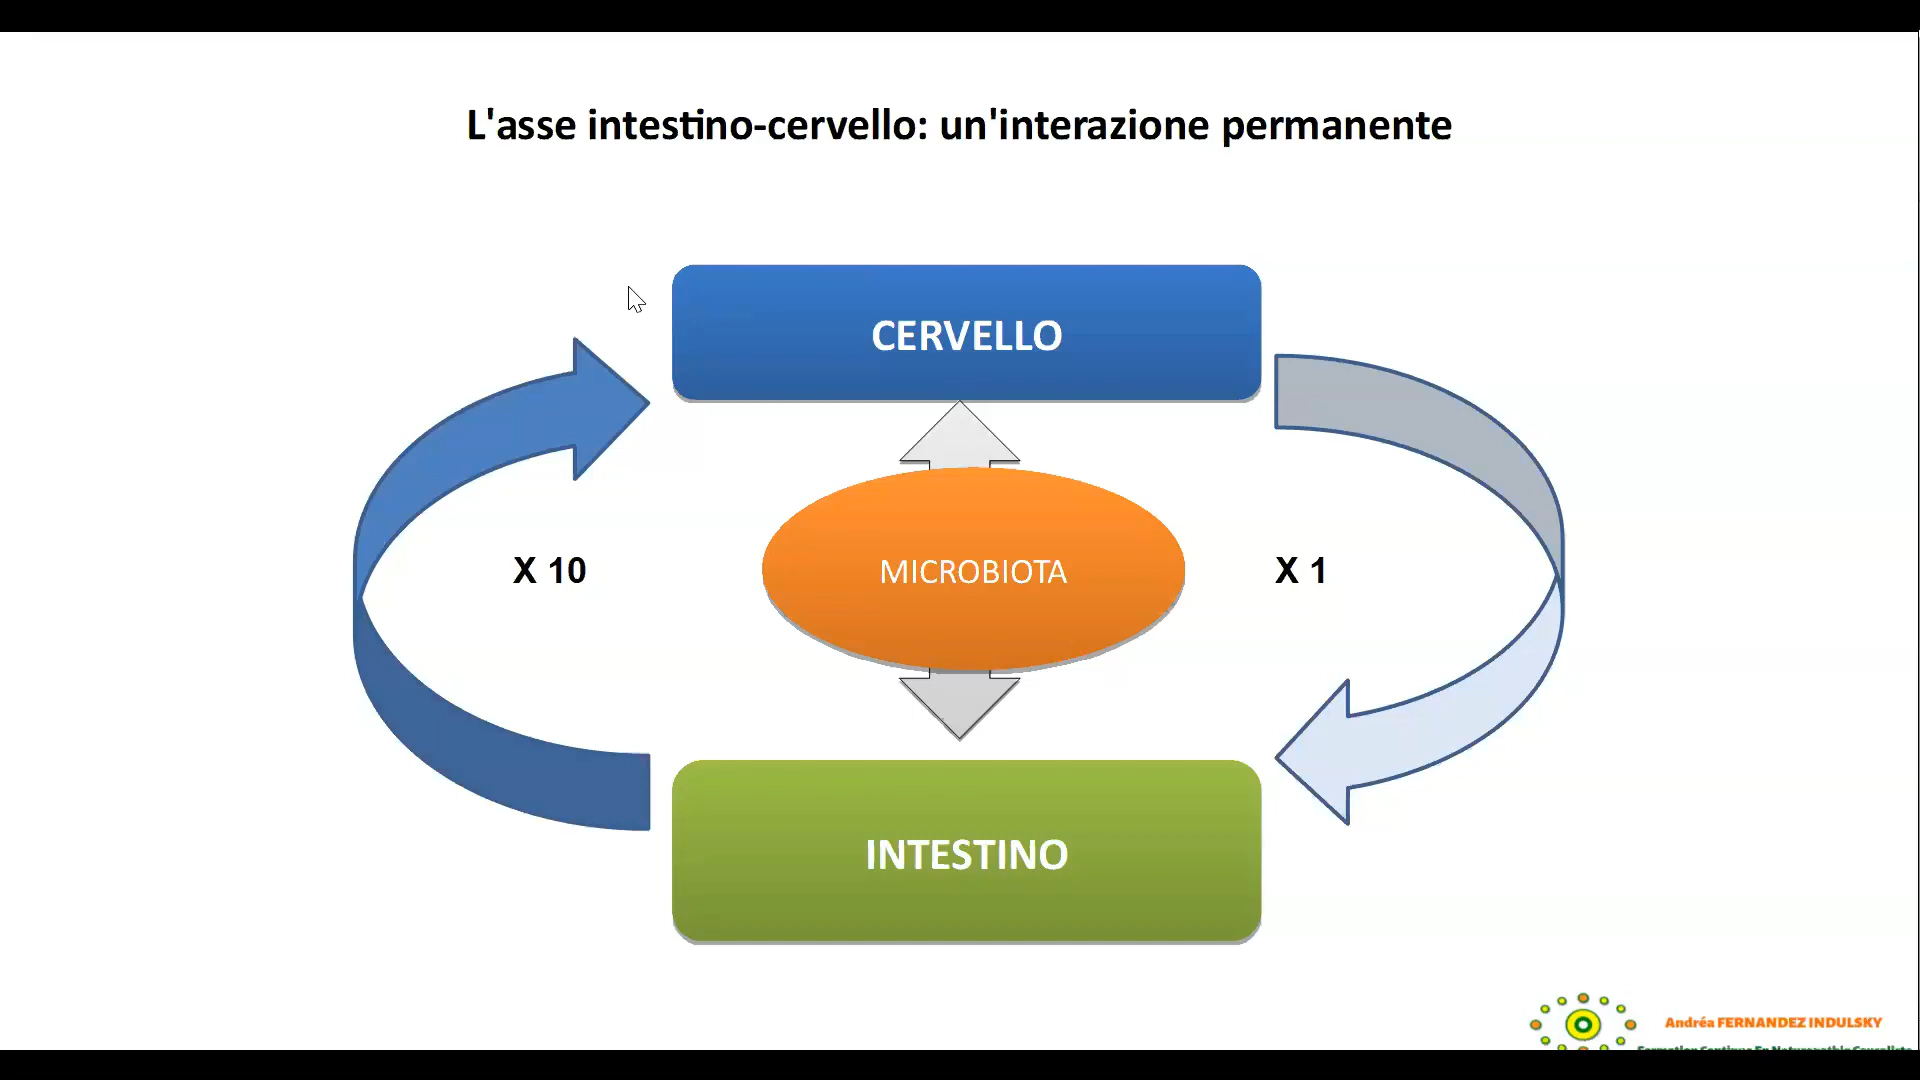 L'asse intestino-cervello: un'interazione permanente
CERVELLO
X 10
MICROBIOTA
X 1
INTESTINO
Andréa FERNANDEZ INDULSKY